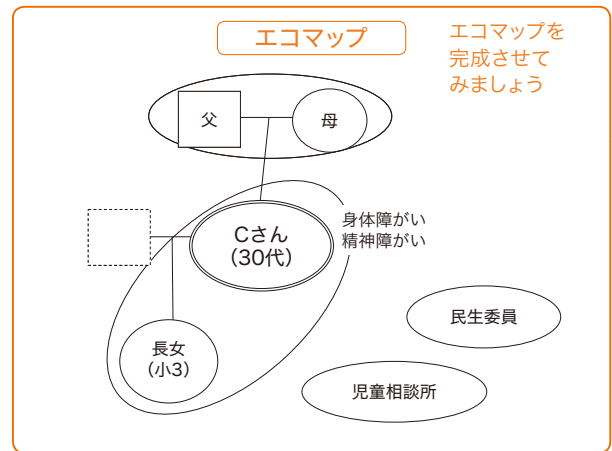 エコマップ
エコマップを
完成させて
みましょう
父
母
Cさん
(30代)
身体障がい
精神障がい
長女
(小3)
民生委員
児童相談所